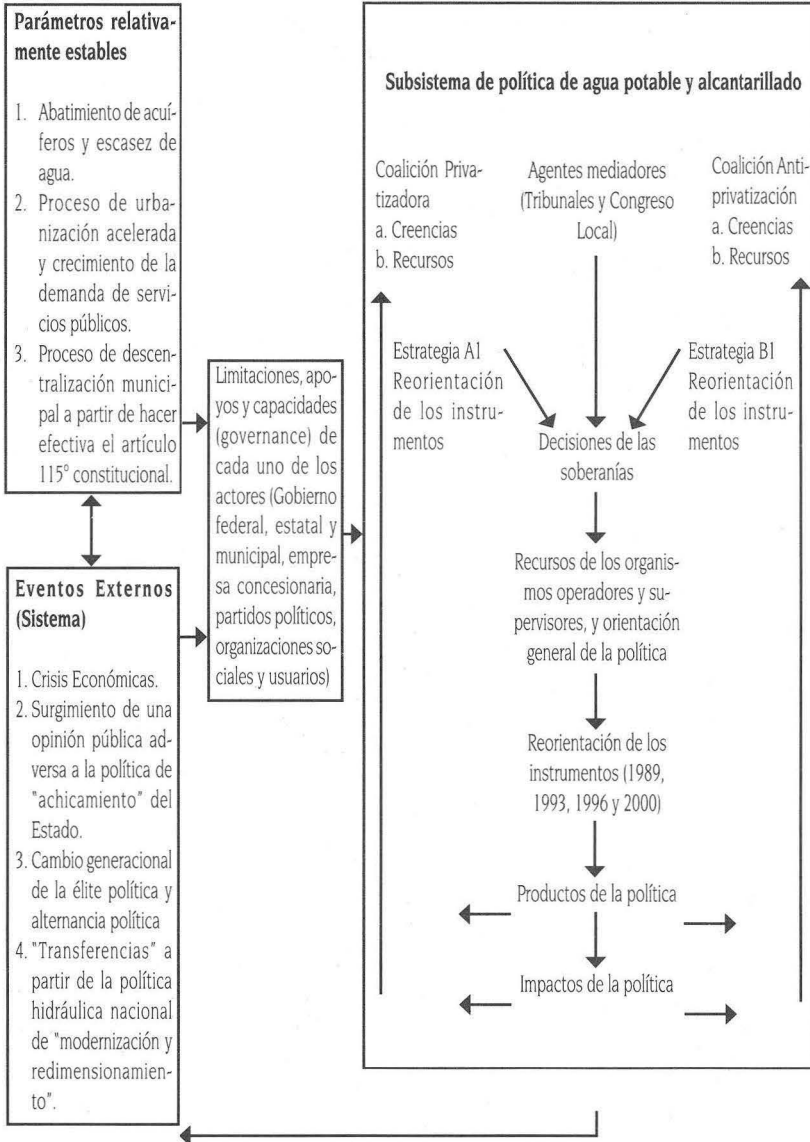 Parámetros relativa-
mente estables
1. Abatimiento de acuí-
feros y escasez de
agua.
2. Proceso de urba-
nización acelerada
y crecimiento de la
demanda de servi-
cios públicos.
3. Proceso de descen-
tralización munici-
pal a partir de hacer
efectiva el artículo
115° constitucional.
Eventos Externos
(Sistema)
1. Crisis Económicas.
2. Surgimiento de una
opinión pública ad-
versa a la política de
"achicamiento" del
Estado.
3. Cambio generacional
de la élite política y
alternancia política
4. "Transferencias" a
partir de la política
hidráulica nacional
de "modernización y
redimensionamien-
to".
Limitaciones, apo-
yos y capacidades
(governance) de
cada uno de los
actores (Gobierno
federal, estatal y
municipal, empre-
sa concesionaria,
partidos políticos,
organizaciones so-
ciales y usuarios)
Subsistema de política de agua potable y alcantarillado
Coalición Priva-
tizadora
a. Creencias
b. Recursos
Agentes mediadores
(Tribunales y Congreso
Local)
Coalición Anti-
privatización
a. Creencias
b. Recursos
Estrategia A1
Reorientación
de los instru-
mentos
Estrategia B1
Reorientación
de los instru-
mentos
Decisiones de las
soberanías
Recursos de los organis-
mos operadores y su-
pervisores, y orientación
general de la política
Reorientación de los
instrumentos (1989,
1993, 1996 y 2000)
Productos de la política
Impactos de la política